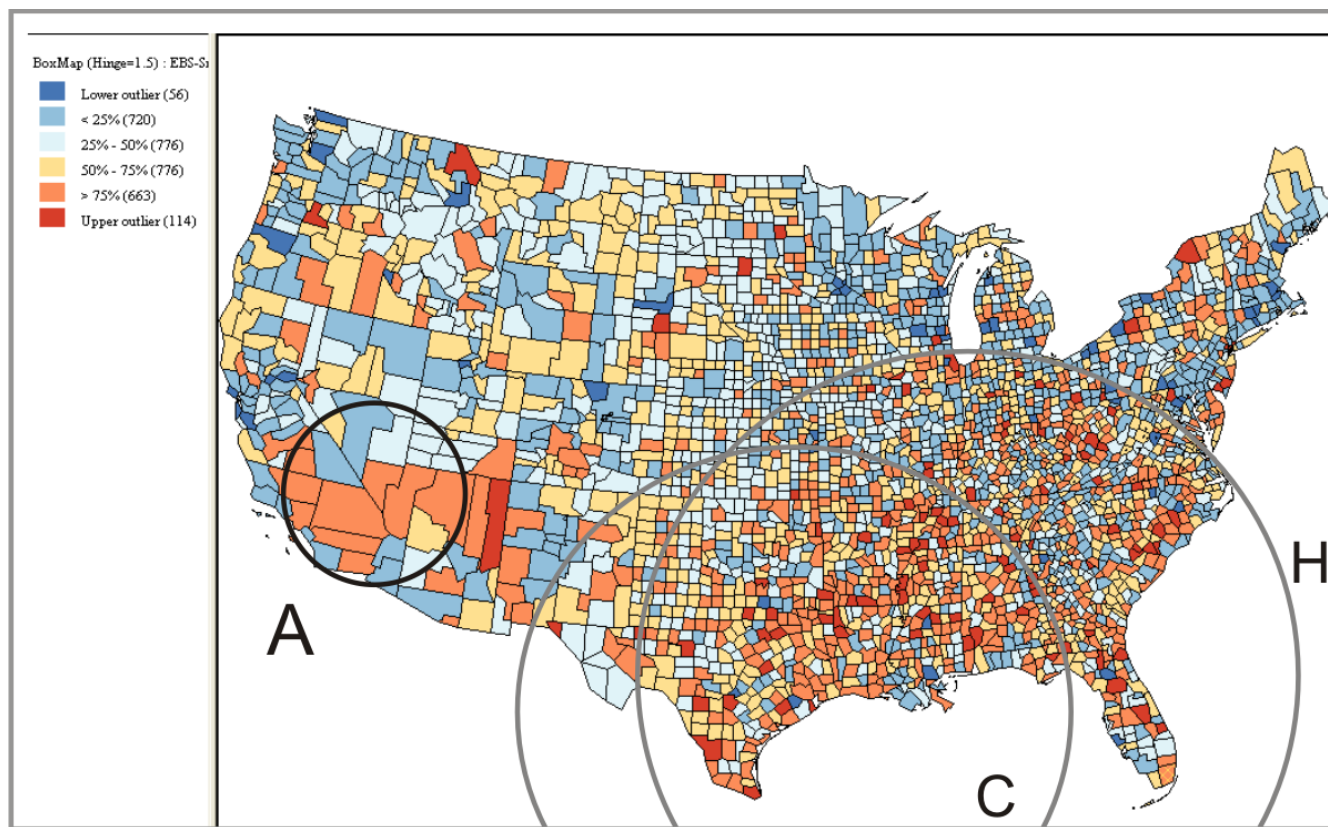 BoxMap (Hinge=1.5) : EBS-S
Lower outlier (56)
< 25% (720)
25% - 50% (776)
50% - 75% (776)
> 75% (663)
Upper outlier (114)
A
C
H